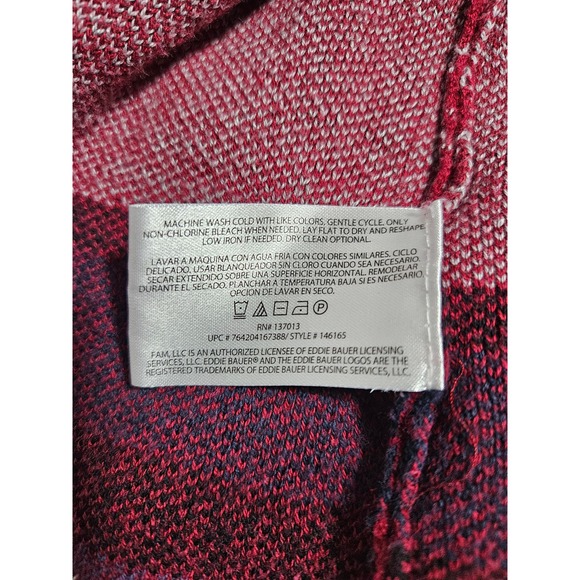 MACHINE WASH COLD WITH LIKE COLORS. GENTLE CYCLE. ONLY
NON-CHLORINE BLEACH WHEN NEEDED. LAY FLAT TO DRY AND RESHAPE.
LOW IRON IF NEEDED. DRY CLEAN OPTIONAL.
LAVAR A MAQUINA CON AGUA FRIA CON COLORES SIMILARES. CICLO
DELICADO. USAR BLANQUEADOR SIN CLORO CUANDO SEA NECESARIO.
SECAR EXTENDIDO SOBRE UNA SUPERFICIE HORIZONTAL. REMODELAR
DURANTE EL SECADO. PLANCHAR A TEMPERATURA BAJA SI ES NECESARIO.
OPCION DE LAVAR EN SECO.
P
RN# 137013
UPC # 764204167388/ STYLE # 146165
FAM, LLC IS AN AUTHORIZED LICENSEE OF EDDIE BAUER LICENSING
SERVICES, LLC. EDDIE BAUER® AND THE EDDIE BAUER LOGOS ARE THE
REGISTERED TRADEMARKS OF EDDIE BAUER LICENSING SERVICES, LLC.